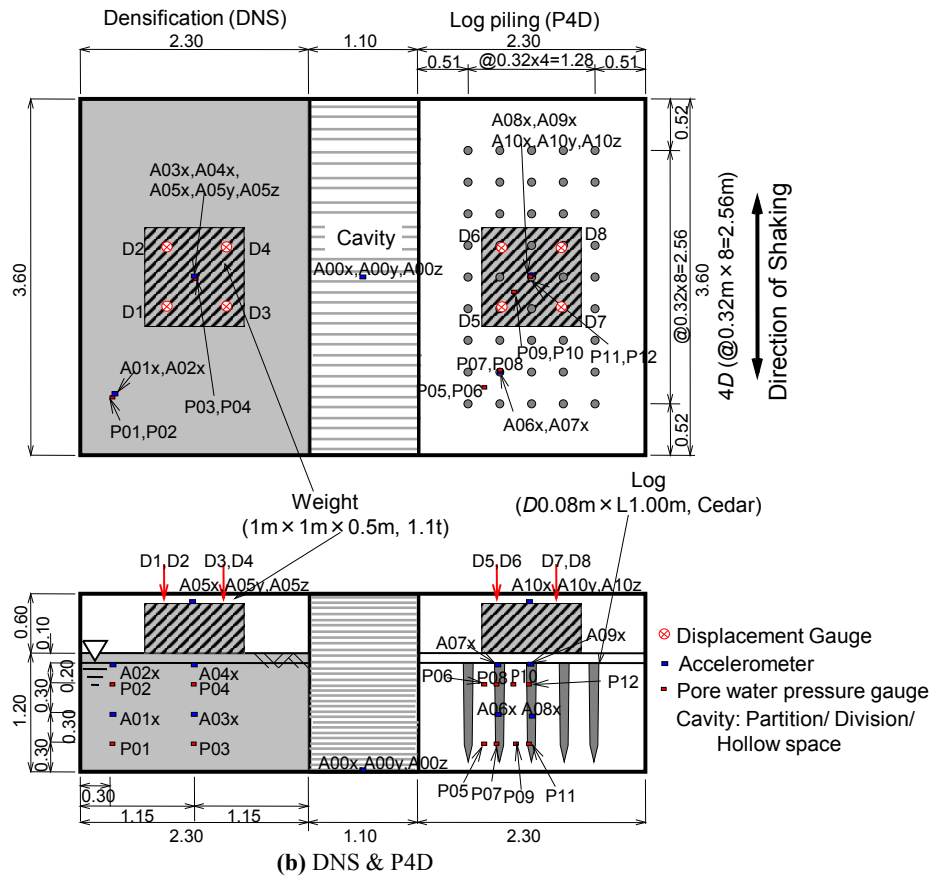 Densification (DNS)
Log piling (P4D)
2.30
1.10
2.30
0.51
@0.32x4=1.28
0.51
A08x,A09x
A10x,A10y,A10z
0.52
A03x,A04x,
A05x,A05y,A05z
D2
D4
Cavity
D6
D8
A00x,A00y,A00z
3.60
@0.32x8=2.56
3.60
4D (@0.32m×8=2.56m)
Direction of Shaking
D1
D3
D5
D7
P09,P10
P11,P12
A01x,A02x
P07,P08
P05,P06
P03,P04
P01,P02
A06x,A07x
0.52
Weight
(1m×1m×0.5m, 1.1t)
Log
(D0.08m×L1.00m, Cedar)
D1,D2
D3,D4
D5,D6
D7,D8
A05x,A05y,A05z
A10x,A10y,A10z
0.60
0.10
A07x
A09x
Displacement Gauge
0.20
A02x
A04x
P06
P08
P10
P12
Accelerometer
P02
P04
0.30
Pore water pressure gauge
1.20
0.30
A01x
A03x
A06x
A08x
Cavity: Partition/ Division/
Hollow space
0.30
P01
P03
A00x,A00y,A00z
P05
P07
P09
P11
0.30
1.15
1.15
2.30
1.10
2.30
(b) DNS & P4D